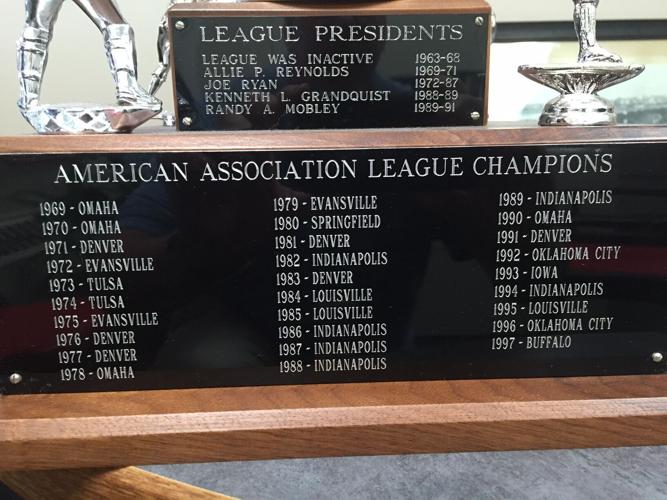 LEAGUE PRESIDENTS
LEAGUE WAS INACTIVE 1963-68
ALLIE P. REYNOLDS 1969-71
JOE RYAN 1972-87
KENNETH L. GRANDQUIST 1988-89
RANDY A. MOBLEY 1989-91
AMERICAN ASSOCIATION LEAGUE CHAMPIONS
1969 - OMAHA
1970 - OMAHA
1971 - DENVER
1972 - EVANSVILLE
1973 - TULSA
1974 - TULSA
1975 - EVANSVILLE
1976 - DENVER
1977 - DENVER
1978 - OMAHA
1979 - EVANSVILLE
1980 - SPRINGFIELD
1981 - DENVER
1982 - INDIANAPOLIS
1983 - DENVER
1984 - LOUISVILLE
1985 - LOUISVILLE
1986 - INDIANAPOLIS
1987 - INDIANAPOLIS
1988 - INDIANAPOLIS
1989 - INDIANAPOLIS
1990 - OMAHA
1991 - DENVER
1992 - OKLAHOMA CITY
1993 - IOWA
1994 - INDIANAPOLIS
1995 - LOUISVILLE
1996 - OKLAHOMA CITY
1997 - BUFFALO